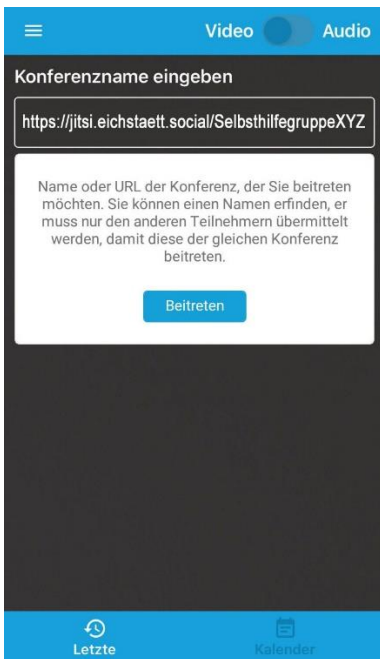 Video Audio
Konferenzname eingeben
https://jitsi.eichstaett.social/SelbsthilfegruppeXYZ
Name oder URL der Konferenz, der Sie beitreten
möchten. Sie können einen Namen erfinden, er
muss nur den anderen Teilnehmern übermittelt
werden, damit diese der gleichen Konferenz
beitreten.
Beitreten
Letzte Kalender